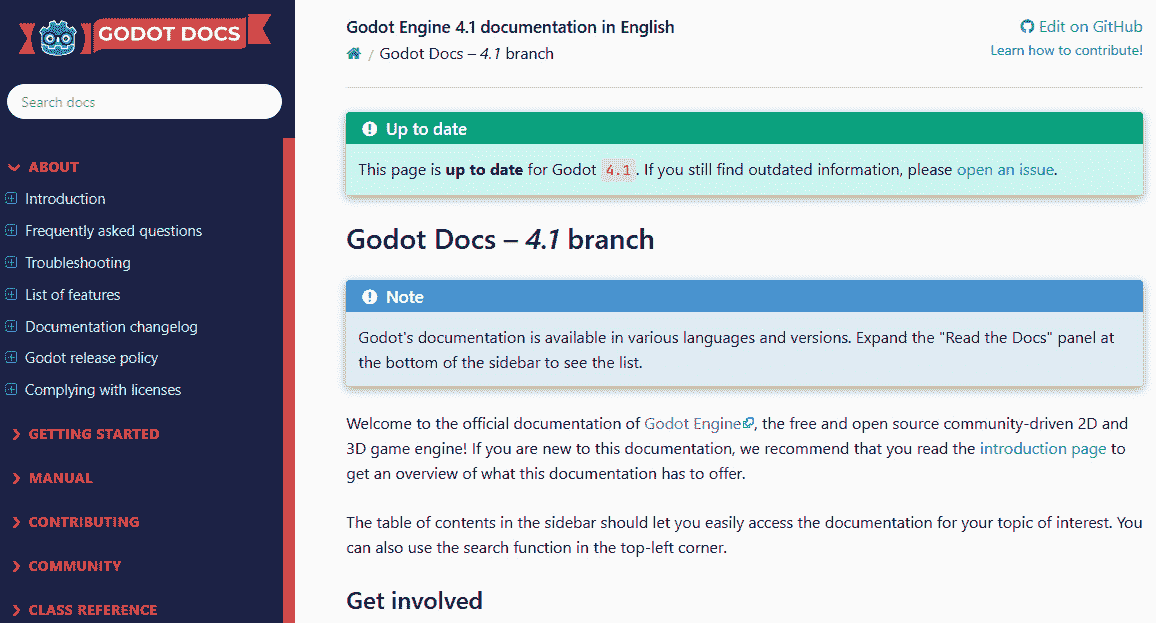 GODOT DOCS
Search docs
ABOUT
Introduction
Frequently asked questions
Troubleshooting
List of features
Documentation changelog
Godot release policy
Complying with licenses
GETTING STARTED
MANUAL
CONTRIBUTING
COMMUNITY
CLASS REFERENCE
Godot Engine 4.1 documentation in English
Edit on GitHub
/ Godot Docs – 4.1 branch
Learn how to contribute!
Up to date
This page is up to date for Godot 4.1. If you still find outdated information, please open an issue.
Godot Docs – 4.1 branch
Note
Godot's documentation is available in various languages and versions. Expand the "Read the Docs" panel at
the bottom of the sidebar to see the list.
Welcome to the official documentation of Godot Engine, the free and open source community-driven 2D and
3D game engine! If you are new to this documentation, we recommend that you read the introduction page to
get an overview of what this documentation has to offer.
The table of contents in the sidebar should let you easily access the documentation for your topic of interest. You
can also use the search function in the top-left corner.
Get involved